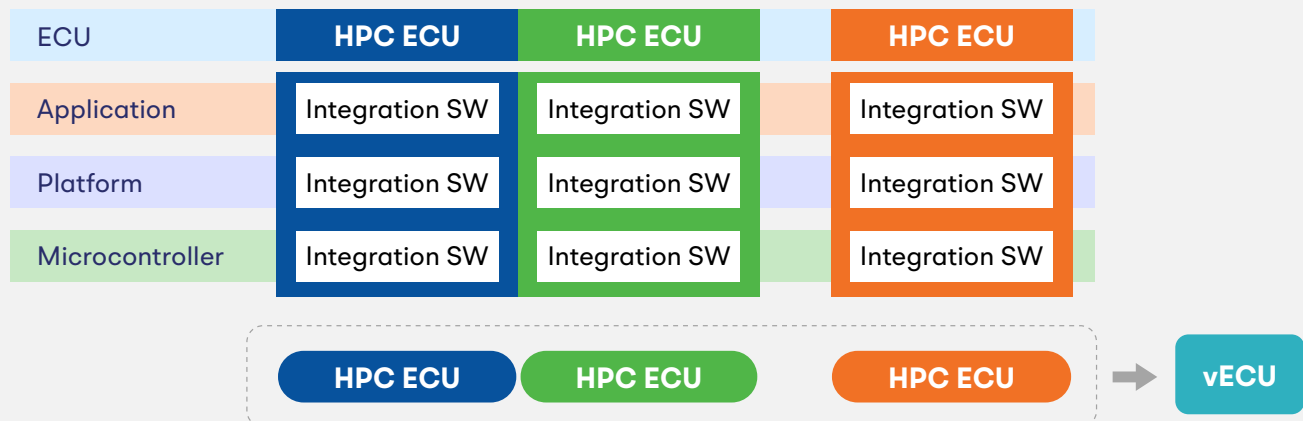 ECU HPC ECU HPC ECU HPC ECU
Application Integration SW Integration SW Integration SW
Platform Integration SW Integration SW Integration SW
Microcontroller Integration SW Integration SW Integration SW
HPC ECU HPC ECU HPC ECU vECU